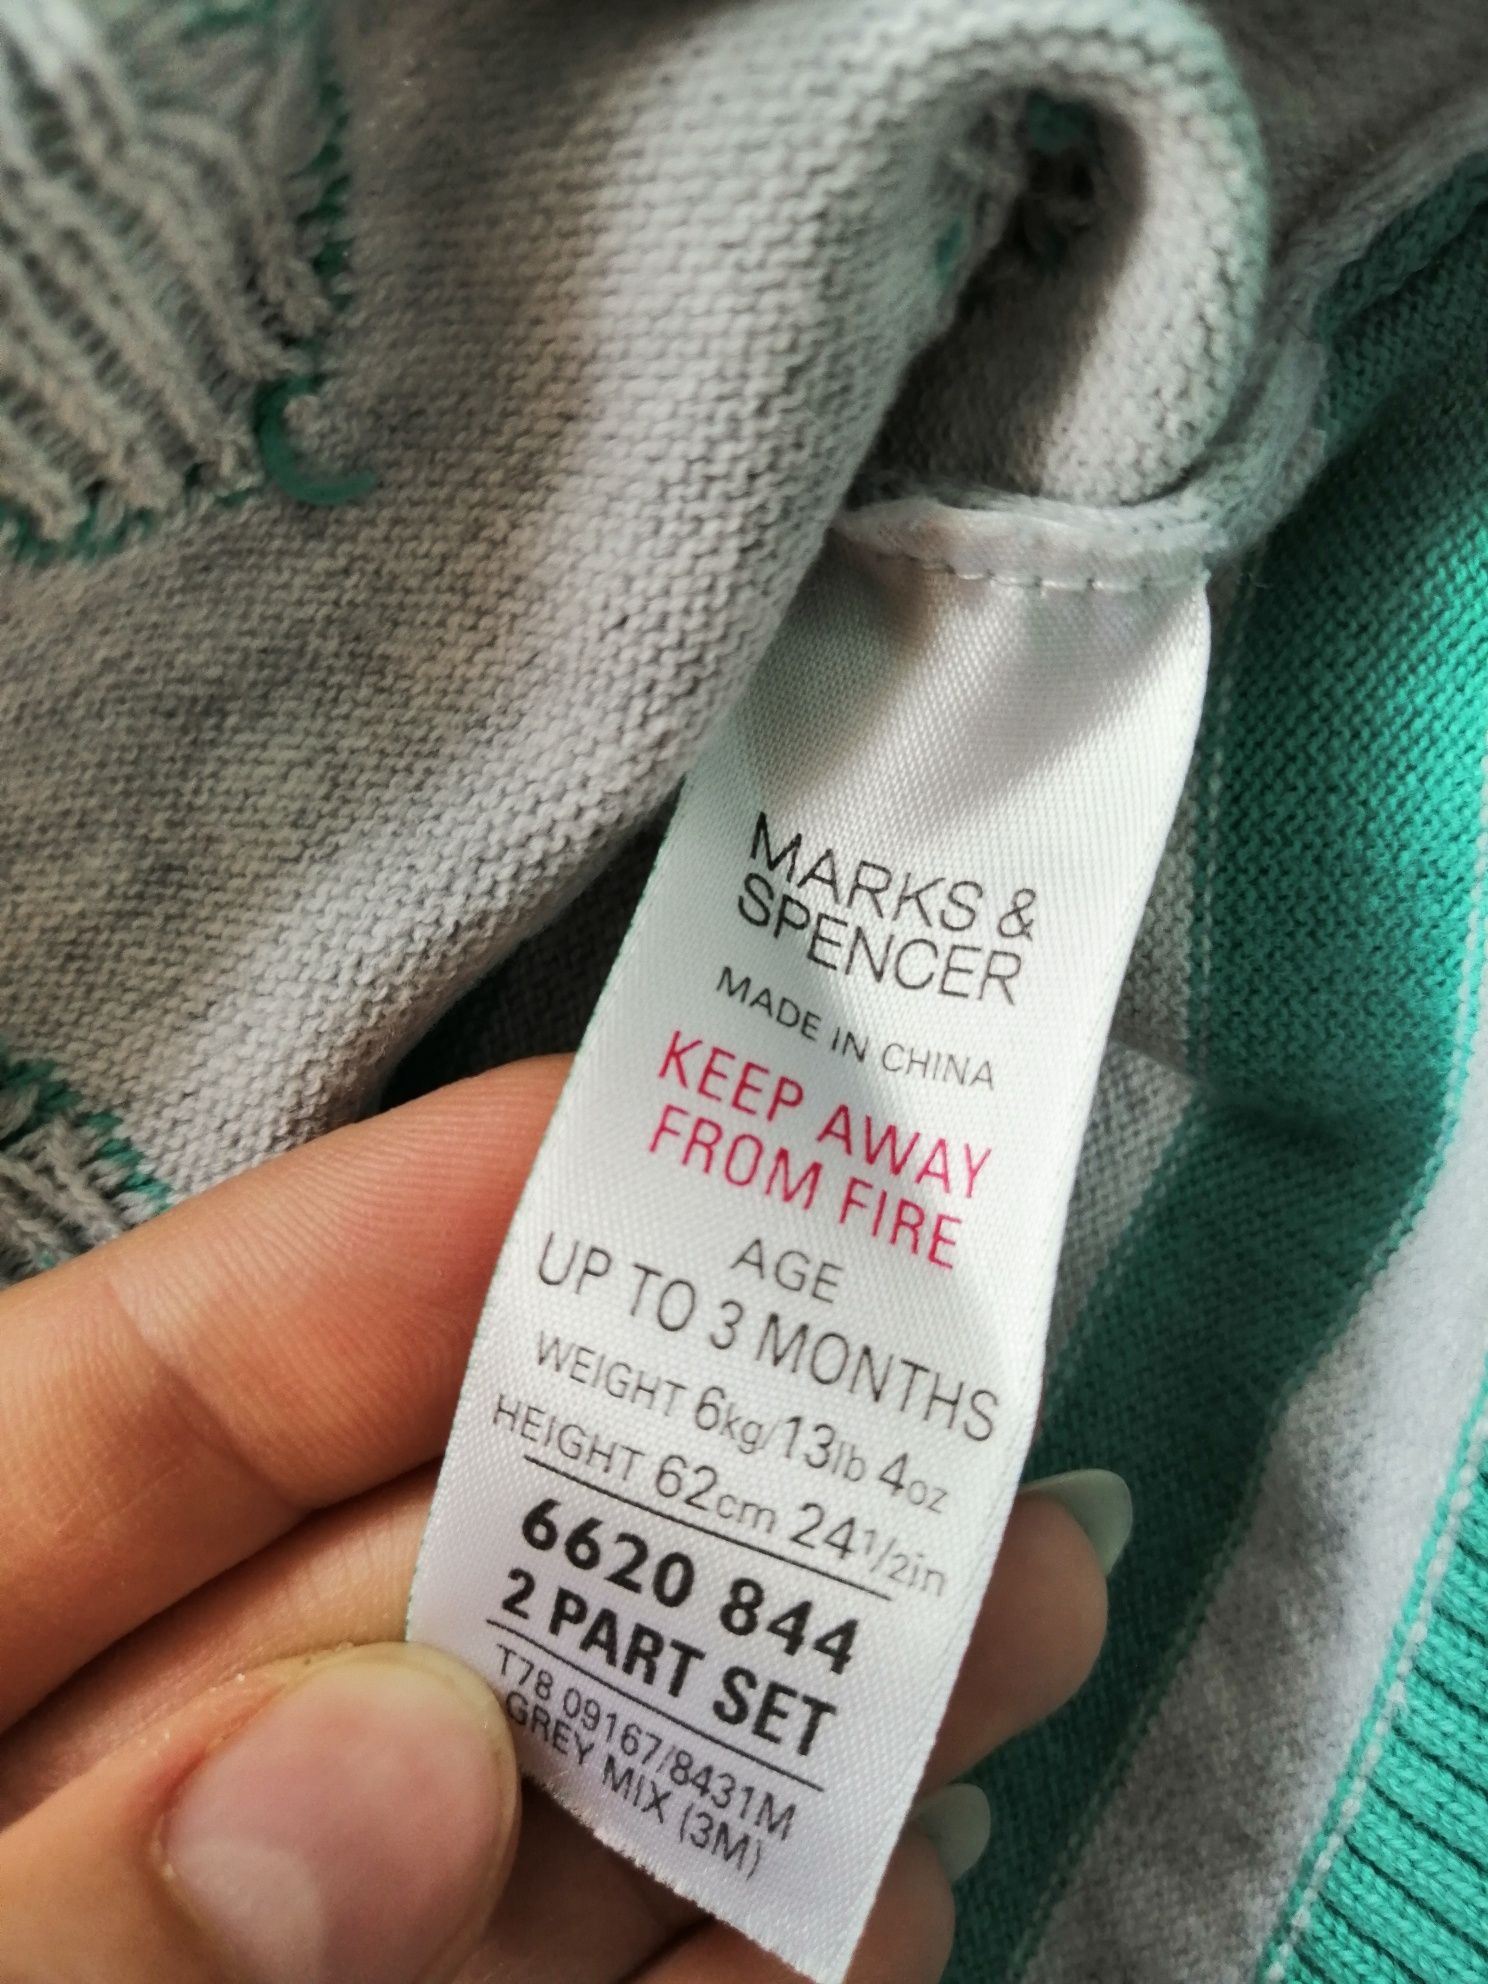 MARKS &
SPENCER
MADE IN CHINA
KEEP AWAY
FROM FIRE
AGE
UP TO 3 MONTHS
WEIGHT 6kg/13lb 4oz
HEIGHT 62cm 24½in
6620 844
2 PART SET
T78 09167/8431M
GREY MIX (3M)